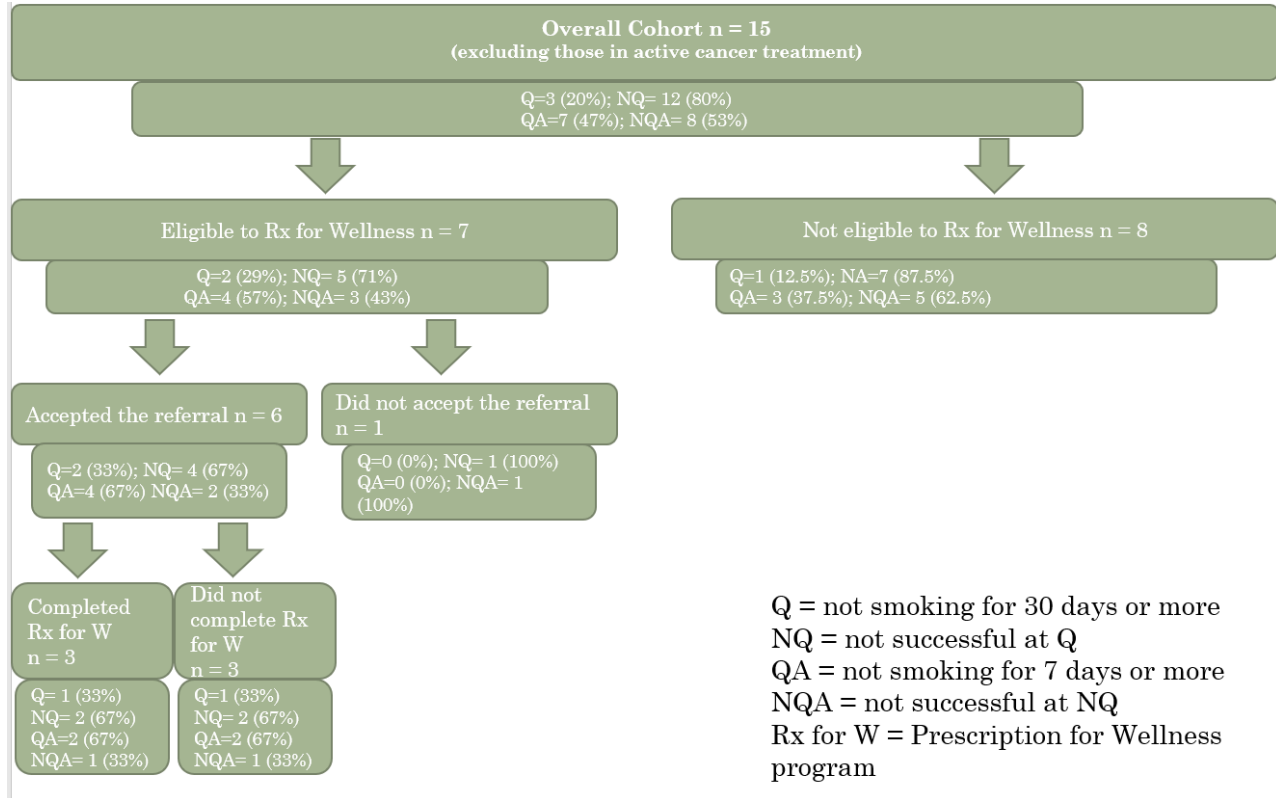 Overall Cohort n = 15
(excluding those in active cancer treatment)
Q=3 (20%); NQ= 12 (80%)
QA=7 (47%); NQA= 8 (53%)
Eligible to Rx for Wellness n = 7
Not eligible to Rx for Wellness n = 8
Q=2 (29%); NQ= 5 (71%)
QA=4 (57%); NQA= 3 (43%)
Q=1 (12.5%); NA=7 (87.5%)
QA= 3 (37.5%); NQA= 5 (62.5%)
Accepted the referral n = 6
Did not accept the referral
n = 1
Q=2 (33%); NQ= 4 (67%)
QA=4 (67%) NQA= 2 (33%)
Q=0 (0%); NQ= 1 (100%)
QA=0 (0%); NQA= 1
(100%)
Completed
Rx for W
n = 3
Did not
complete Rx
for W
n = 3
Q= 1 (33%)
NQ= 2 (67%)
QA=2 (67%)
NQA= 1 (33%)
Q=1 (33%)
NQ= 2 (67%)
QA=2 (67%)
NQA= 1 (33%)
Q = not smoking for 30 days or more
NQ = not successful at Q
QA = not smoking for 7 days or more
NQA = not successful at NQ
Rx for W = Prescription for Wellness
program